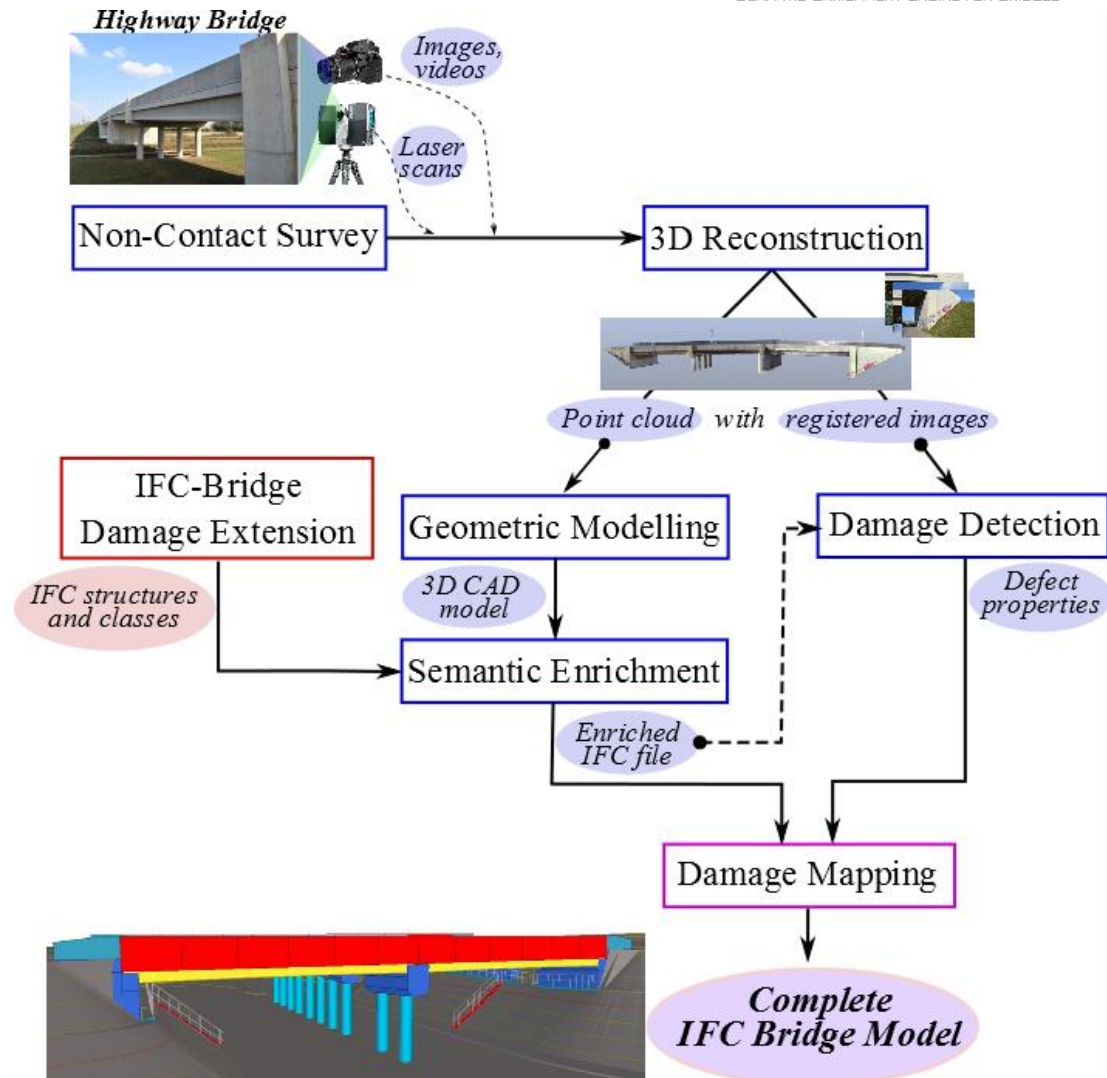 Highway Bridge
Images,
videos
Laser
scans
Non-Contact Survey
3D Reconstruction
Point cloud with registered images
IFC-Bridge
Damage Extension
Geometric Modelling
Damage Detection
IFC structures
and classes
3D CAD
model
Defect
properties
Semantic Enrichment
Enriched
IFC file
Damage Mapping
Complete
IFC Bridge Model